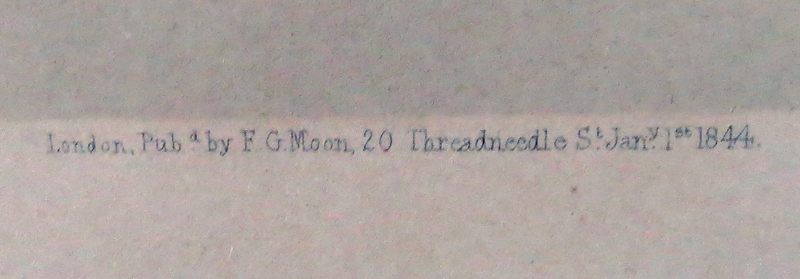 London, Pubᵈ by F. G. Moon, 20 Threadneedle Sᵗ. Janʸ. 1ˢᵗ 1844.